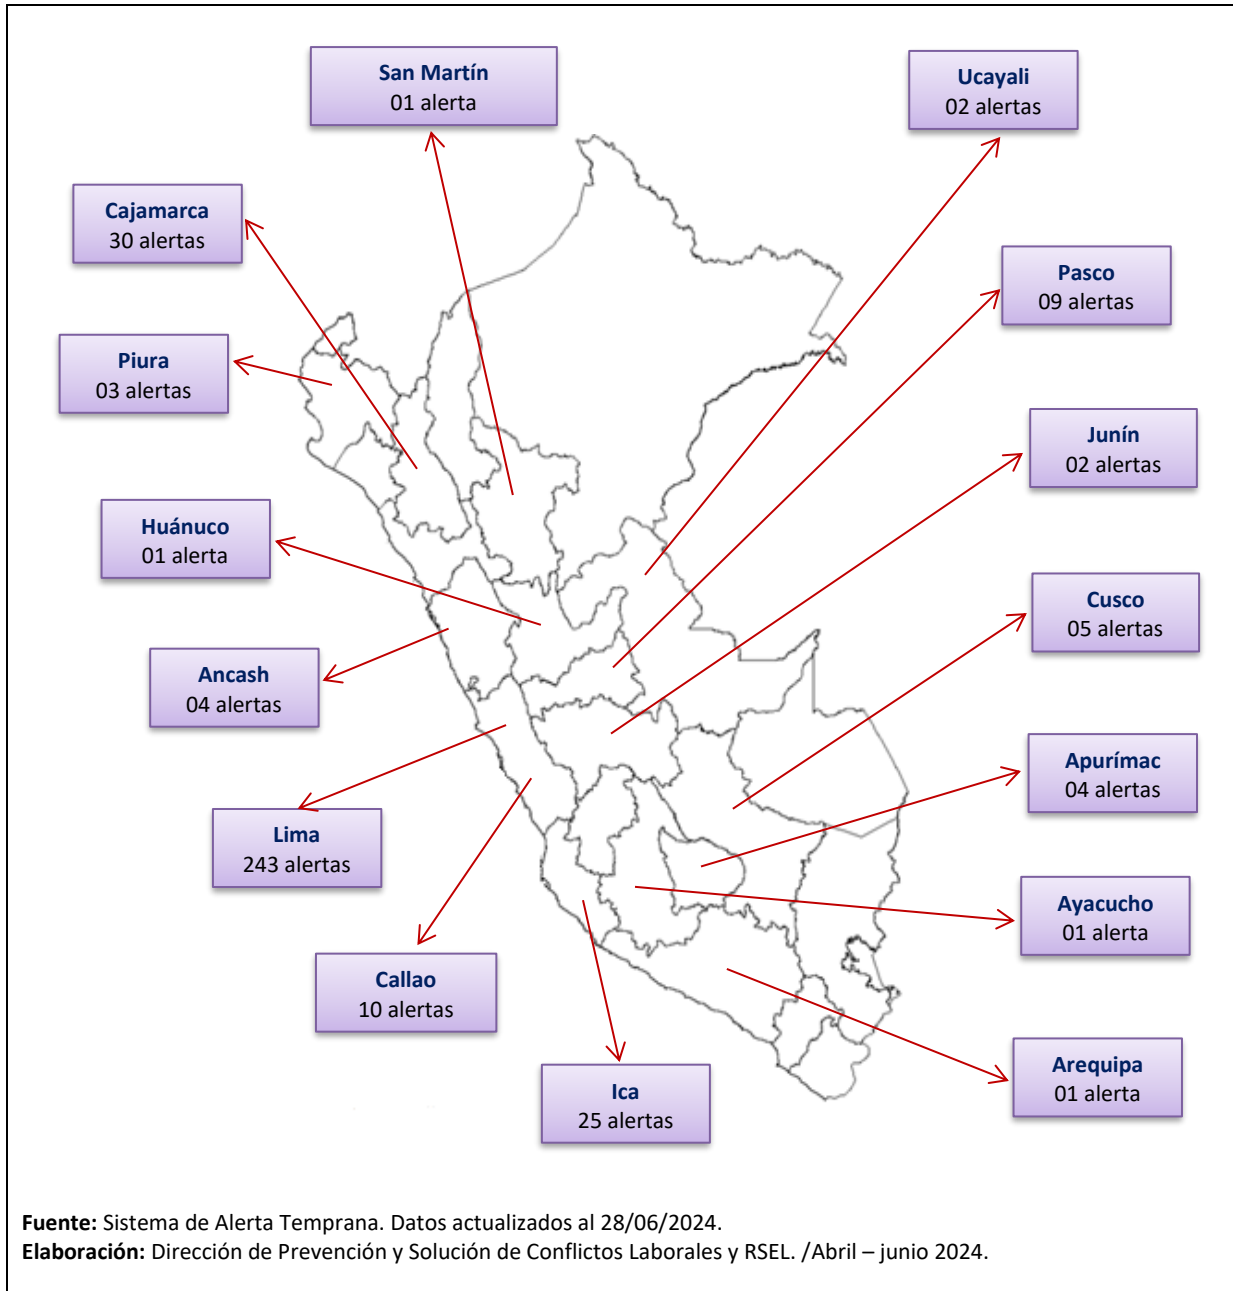 San Martín
01 alerta
Ucayali
02 alertas
Cajamarca
30 alertas
Pasco
09 alertas
Piura
03 alertas
Junín
02 alertas
Huánuco
01 alerta
Cusco
05 alertas
Ancash
04 alertas
Apurímac
04 alertas
Lima
243 alertas
Ayacucho
01 alerta
Callao
10 alertas
Arequipa
01 alerta
Ica
25 alertas
Fuente: Sistema de Alerta Temprana. Datos actualizados al 28/06/2024.
Elaboración: Dirección de Prevención y Solución de Conflictos Laborales y RSEL. /Abril – junio 2024.